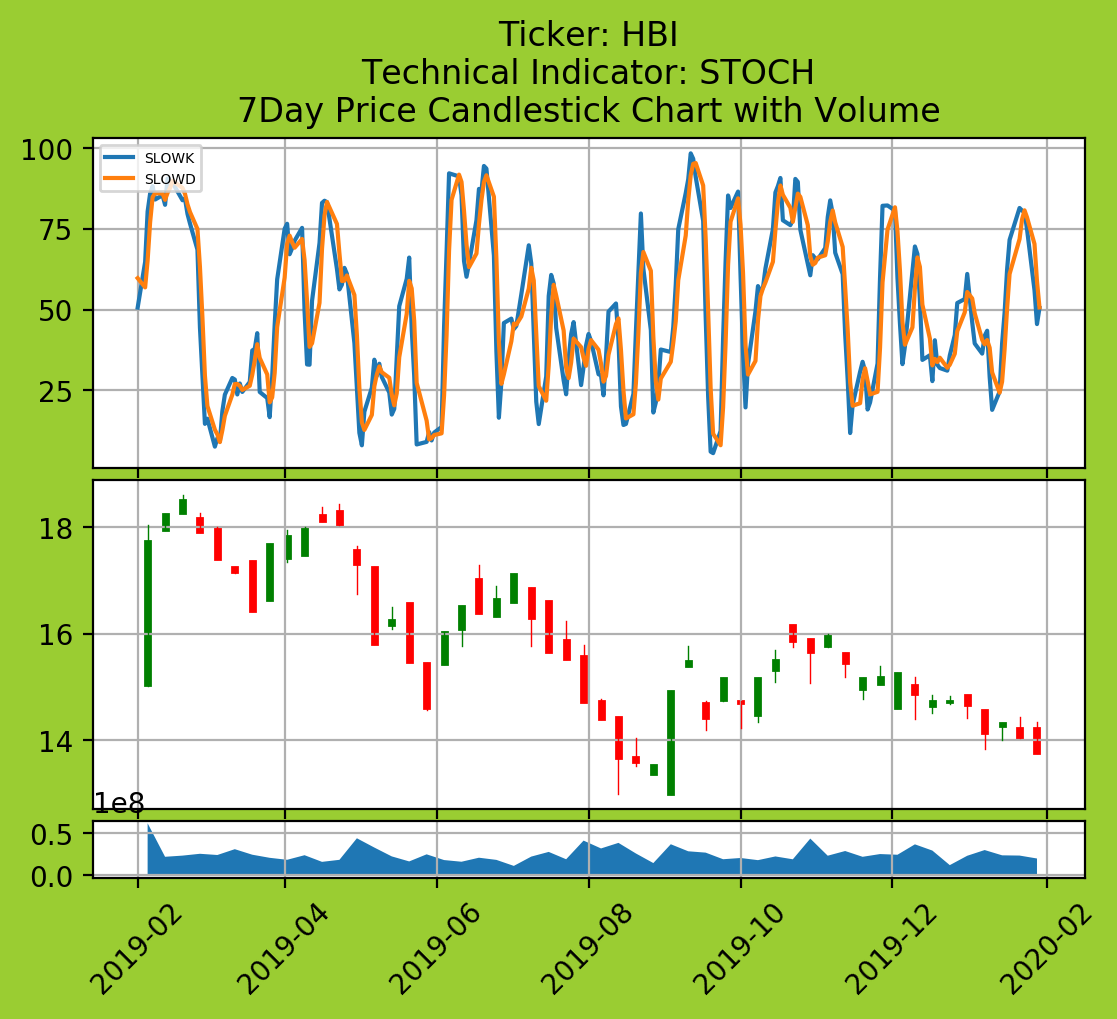 Ticker: HBI
Technical Indicator: STOCH
7Day Price Candlestick Chart with Volume
100
75
50
25
SLOWK
SLOWD
18
16
14
1e8
0.5
0.0
2019-02
2019-04
2019-06
2019-08
2019-10
2019-12
2020-02